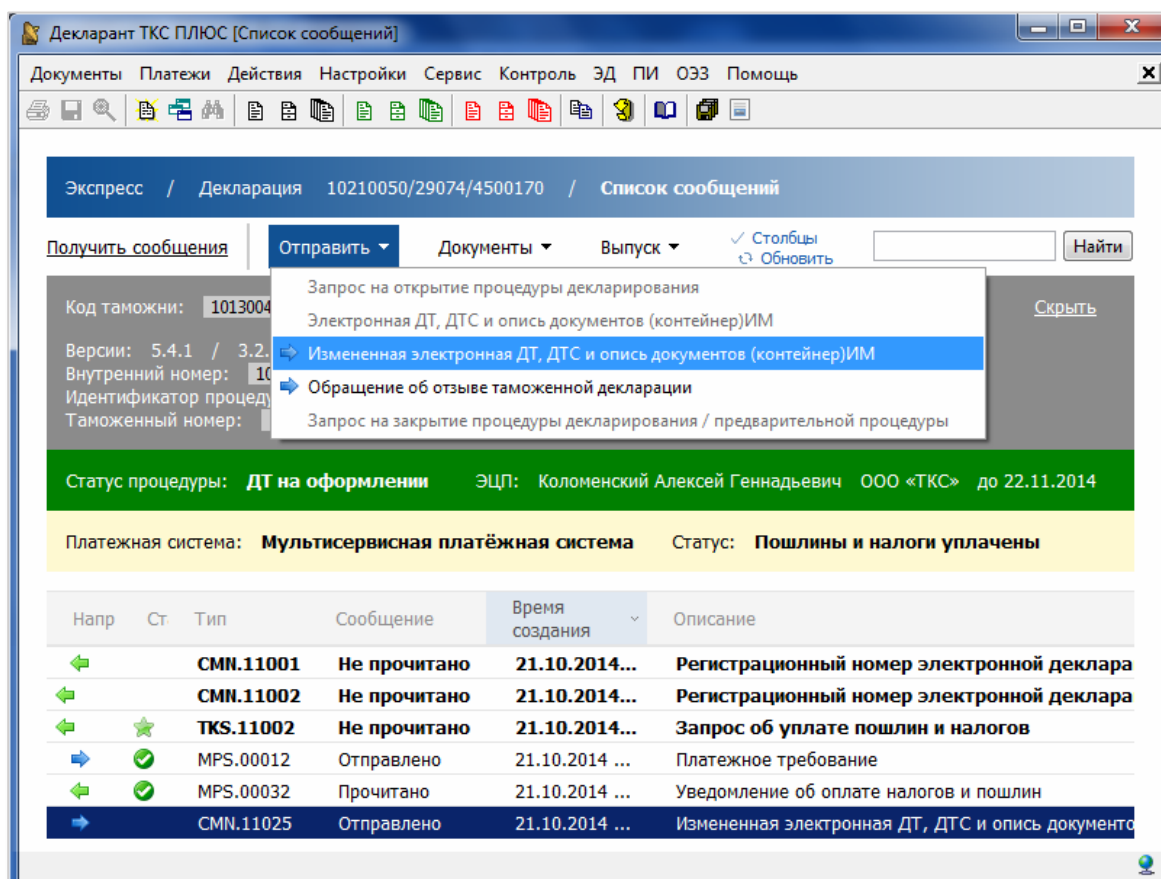 Декларант ТКС ПЛЮС [Список сообщений]
Документы Платежи Действия Настройки Сервис Контроль ЭД ПИ ОЭЗ Помощь
Экспресс / Декларация 10210050/29074/4500170 / Список сообщений
Получить сообщения Отправить Документы Выпуск Столбцы Найти
Обновить
Запрос на открытие процедуры декларирования
Код таможни: 1013004 Скрыть
Электронная ДТ, ДТС и опись документов (контейнер)ИМ
Версии: 5.4.1 / 3.2. Измененная электронная ДТ, ДТС и опись документов (контейнер)ИМ
Внутренний номер: 10
Обращение об отзыве таможенной декларации
Идентификатор процеду
Таможенный номер: Запрос на закрытие процедуры декларирования / предварительной процедуры
Статус процедуры: ДТ на оформлении ЭЦП: Коломенский Алексей Геннадьевич ООО «ТКС» до 22.11.2014
Платежная система: Мультисервисная платёжная система Статус: Пошлины и налоги уплачены
Напр Ст Тип Сообщение Время создания Описание
CMN.11001 Не прочитано 21.10.2014... Регистрационный номер электронной деклара
CMN.11002 Не прочитано 21.10.2014... Регистрационный номер электронной деклара
TKS.11002 Не прочитано 21.10.2014... Запрос об уплате пошлин и налогов
MPS.00012 Отправлено 21.10.2014 ... Платежное требование
MPS.00032 Прочитано 21.10.2014 ... Уведомление об оплате налогов и пошлин
CMN.11025 Отправлено 21.10.2014 ... Измененная электронная ДТ, ДТС и опись документо